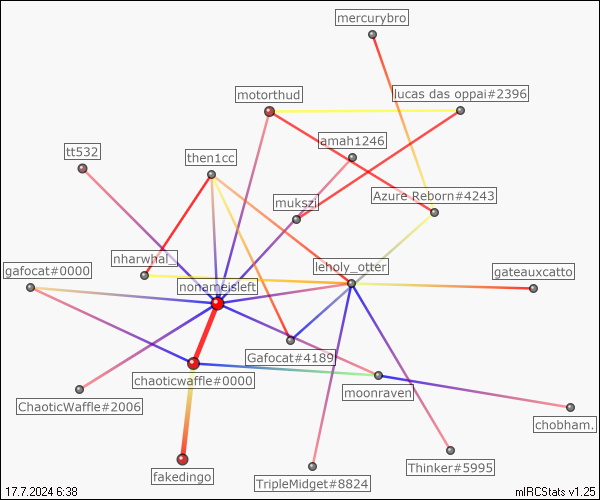 mercurybro
lucas das oppai#2396
motorthud
amah1246
tt532
then1cc
Azure Reborn#4243
mukszi
nharwhal_
gafocat#0000
leholy_otter
gateauxcatto
nonameisleft
Gafocat#4189
chaoticwaffle#0000
moonraven
ChaoticWaffle#2006
chobham.
Thinker#5995
fakedingo
TripleMidget#8824
17.7.2024 6:38
mIRCStats v1.25